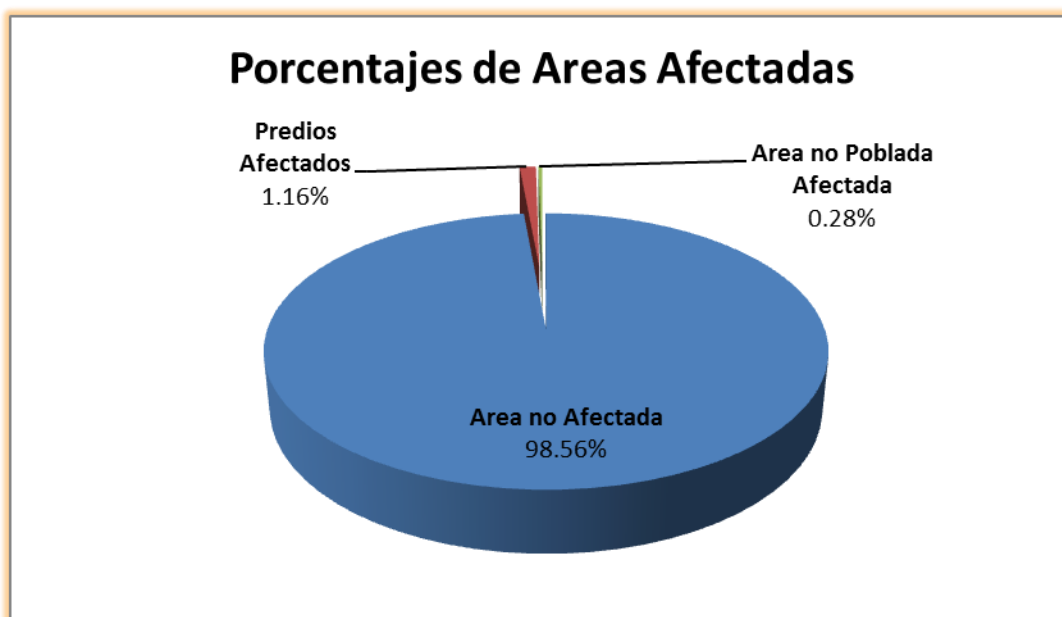 Porcentajes de Areas Afectadas
Predios
Afectados
1.16%
Area no Poblada
Afectada
0.28%
Area no Afectada
98.56%